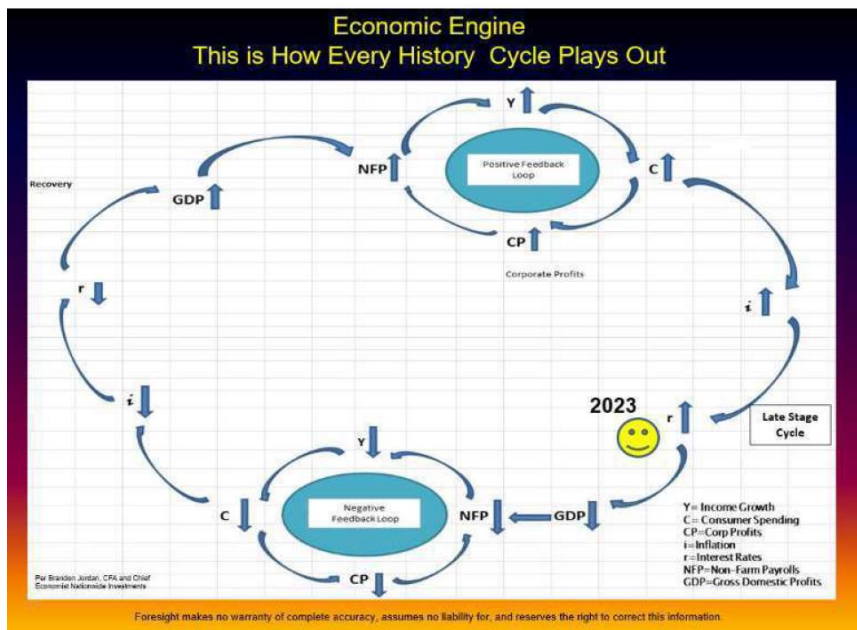 Economic Engine
This is How Every History Cycle Plays Out
Y
Positive Feedback
Loop
NFP
C
Recovery
GDP
CP
Corporate Profits
r
i
i
2023
r
Late Stage
Cycle
Y
C
Negative
Feedback Loop
NFP
GDP
CP
Y= Income Growth
C= Consumer Spending
CP=Corp Profits
i=Inflation
r=Interest Rates
NFP=Non-Farm Payrolls
GDP=Gross Domestic Profits
Per Brandon Jordan, CFA and Chief
Economist Nationwide Investments
Foresight makes no warranty of complete accuracy, assumes no liability for, and reserves the right to correct this information.